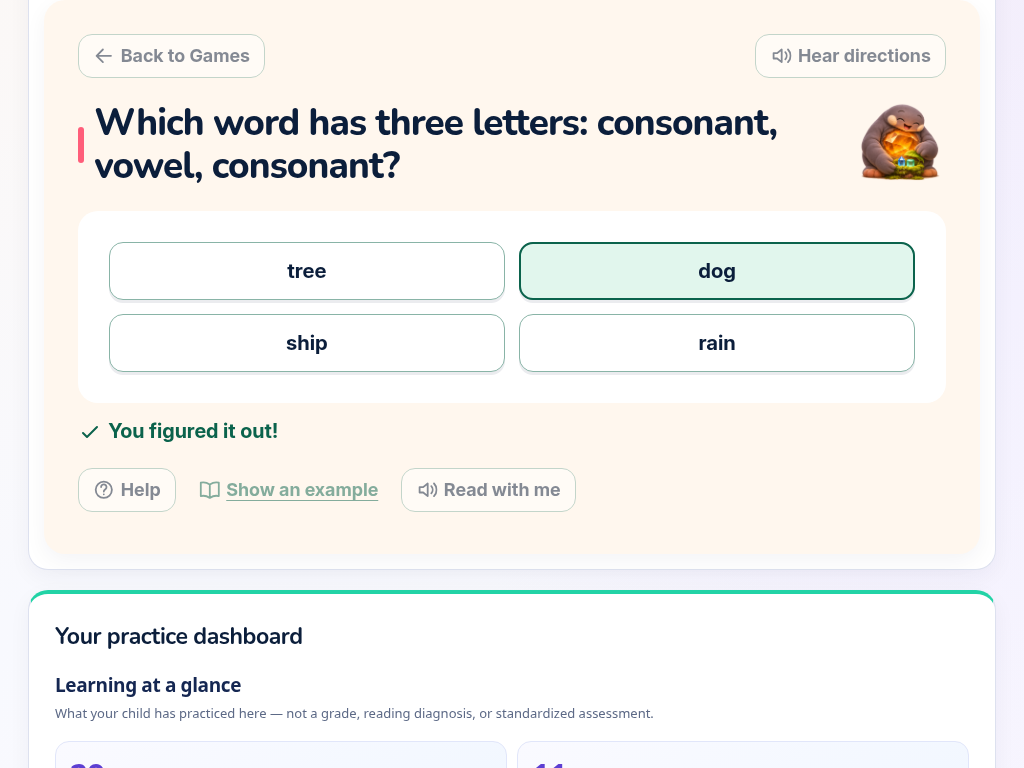 Back to Games
Hear directions
Which word has three letters: consonant,
vowel, consonant?
tree
dog
ship
rain
You figured it out!
Help
Show an example
Read with me
Your practice dashboard
Learning at a glance
What your child has practiced here — not a grade, reading diagnosis, or standardized assessment.